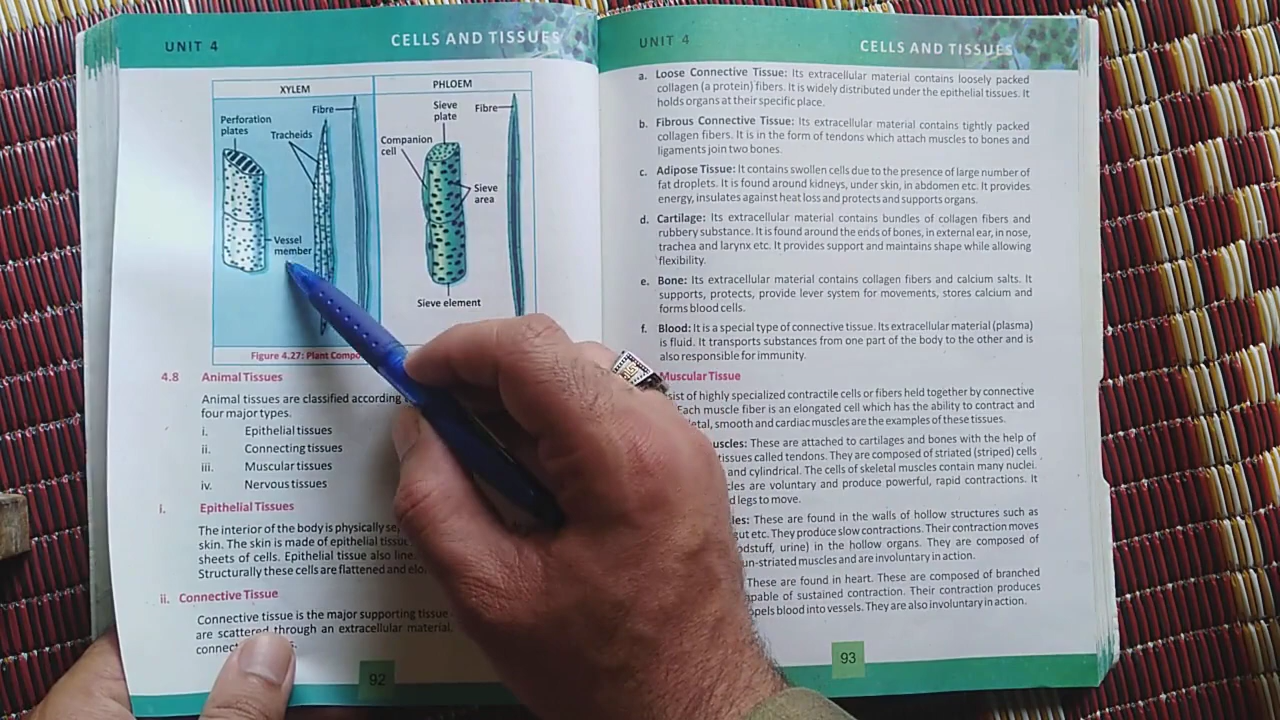 UNIT 4
CELLS AND TISSUES
XYLEM
PHLOEM
Perforation
plates
Tracheids
Fibre
Vessel
member
Sieve
plate
Fibre
Companion
cell
Sieve
area
Sieve element
Figure 4.27: Plant
4.8 Animal Tissues
Animal tissues are classified according
four major types.
i. Epithelial tissues
ii. Connecting tissues
iii. Muscular tissues
iv. Nervous tissues
i. Epithelial Tissues
The interior of the body is physically
skin. The skin is made of epithelial
sheets of cells. Epithelial tissue also
Structurally these cells are flattened and
ii. Connective Tissue
Connective tissue is the major supporting tissue
are scattered through an extracellular material.
92
UNIT 4
CELLS AND TISSUES
a. Loose Connective Tissue: Its extracellular material contains loosely packed
collagen (a protein) fibers. It is widely distributed under the epithelial tissues. It
holds organs at their specific place.
b. Fibrous Connective Tissue: Its extracellular material contains tightly packed
collagen fibers. It is in the form of tendons which attach muscles to bones and
ligaments join two bones.
c. Adipose Tissue: It contains swollen cells due to the presence of large number of
fat droplets. It is found around kidneys, under skin, in abdomen etc. It provides
energy, insulates against heat loss and protects and supports organs.
d. Cartilage: Its extracellular material contains bundles of collagen fibers and
rubbery substance. It is found around the ends of bones, in external ear, in nose,
trachea and larynx etc. It provides support and maintains shape while allowing
flexibility.
e. Bone: Its extracellular material contains collagen fibers and calcium salts. It
supports, protects, provide lever system for movements, stores calcium and
forms blood cells.
f. Blood: It is a special type of connective tissue. Its extracellular material (plasma)
is fluid. It transports substances from one part of the body to the other and is
also responsible for immunity.
Muscular Tissue
of highly specialized contractile cells or fibers held together by connective
Each muscle fiber is an elongated cell which has the ability to contract and
smooth and cardiac muscles are the examples of these tissues.
These are attached to cartilages and bones with the help of
tissues called tendons. They are composed of striated (striped) cells
and cylindrical. The cells of skeletal muscles contain many nuclei.
are voluntary and produce powerful, rapid contractions. It
legs to move.
These are found in the walls of hollow structures such as
gut etc. They produce slow contractions. Their contraction moves
urine) in the hollow organs. They are composed of
un-striated muscles and are involuntary in action.
These are found in heart. These are composed of branched
of sustained contraction. Their contraction produces
blood into vessels. They are also involuntary in action.
93